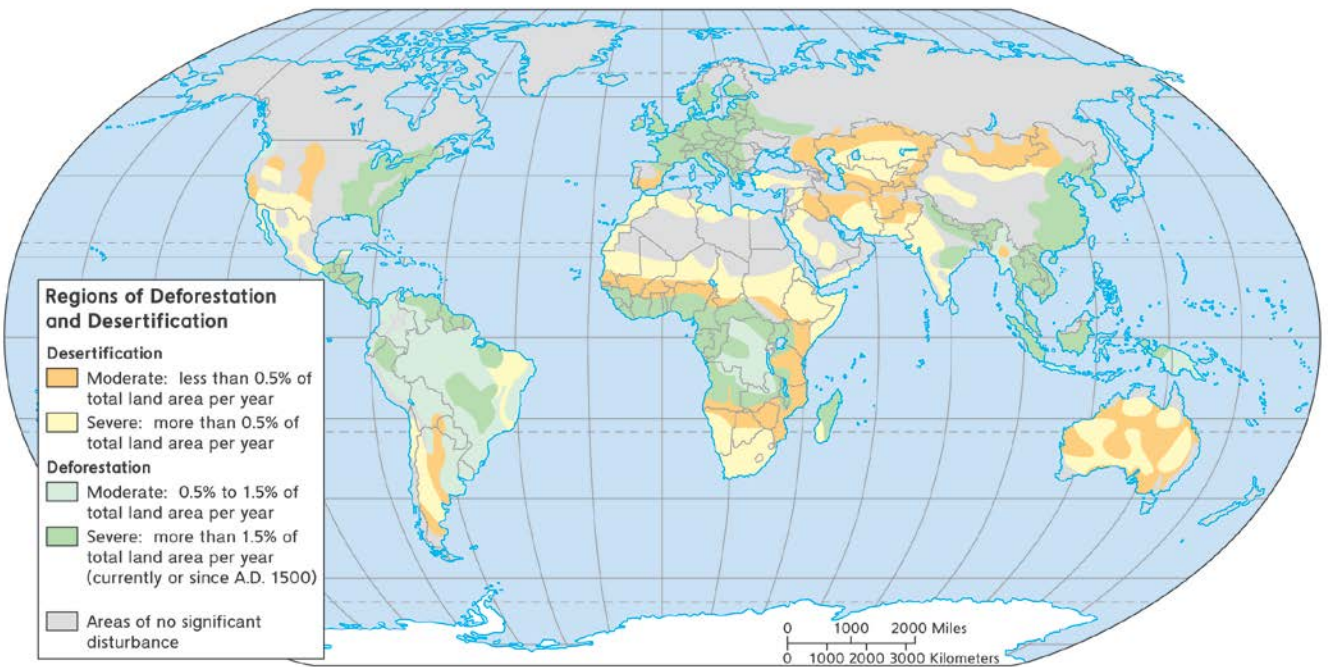 Regions of Deforestation
and Desertification
Desertification
Moderate: less than 0.5% of
total land area per year
Severe: more than 0.5% of
total land area per year
Deforestation
Moderate: 0.5% to 1.5% of
total land area per year
Severe: more than 1.5% of
total land area per year
(currently or since A.D. 1500)
Areas of no significant
disturbance
0 1000 2000 Miles
0 1000 2000 3000 Kilometers